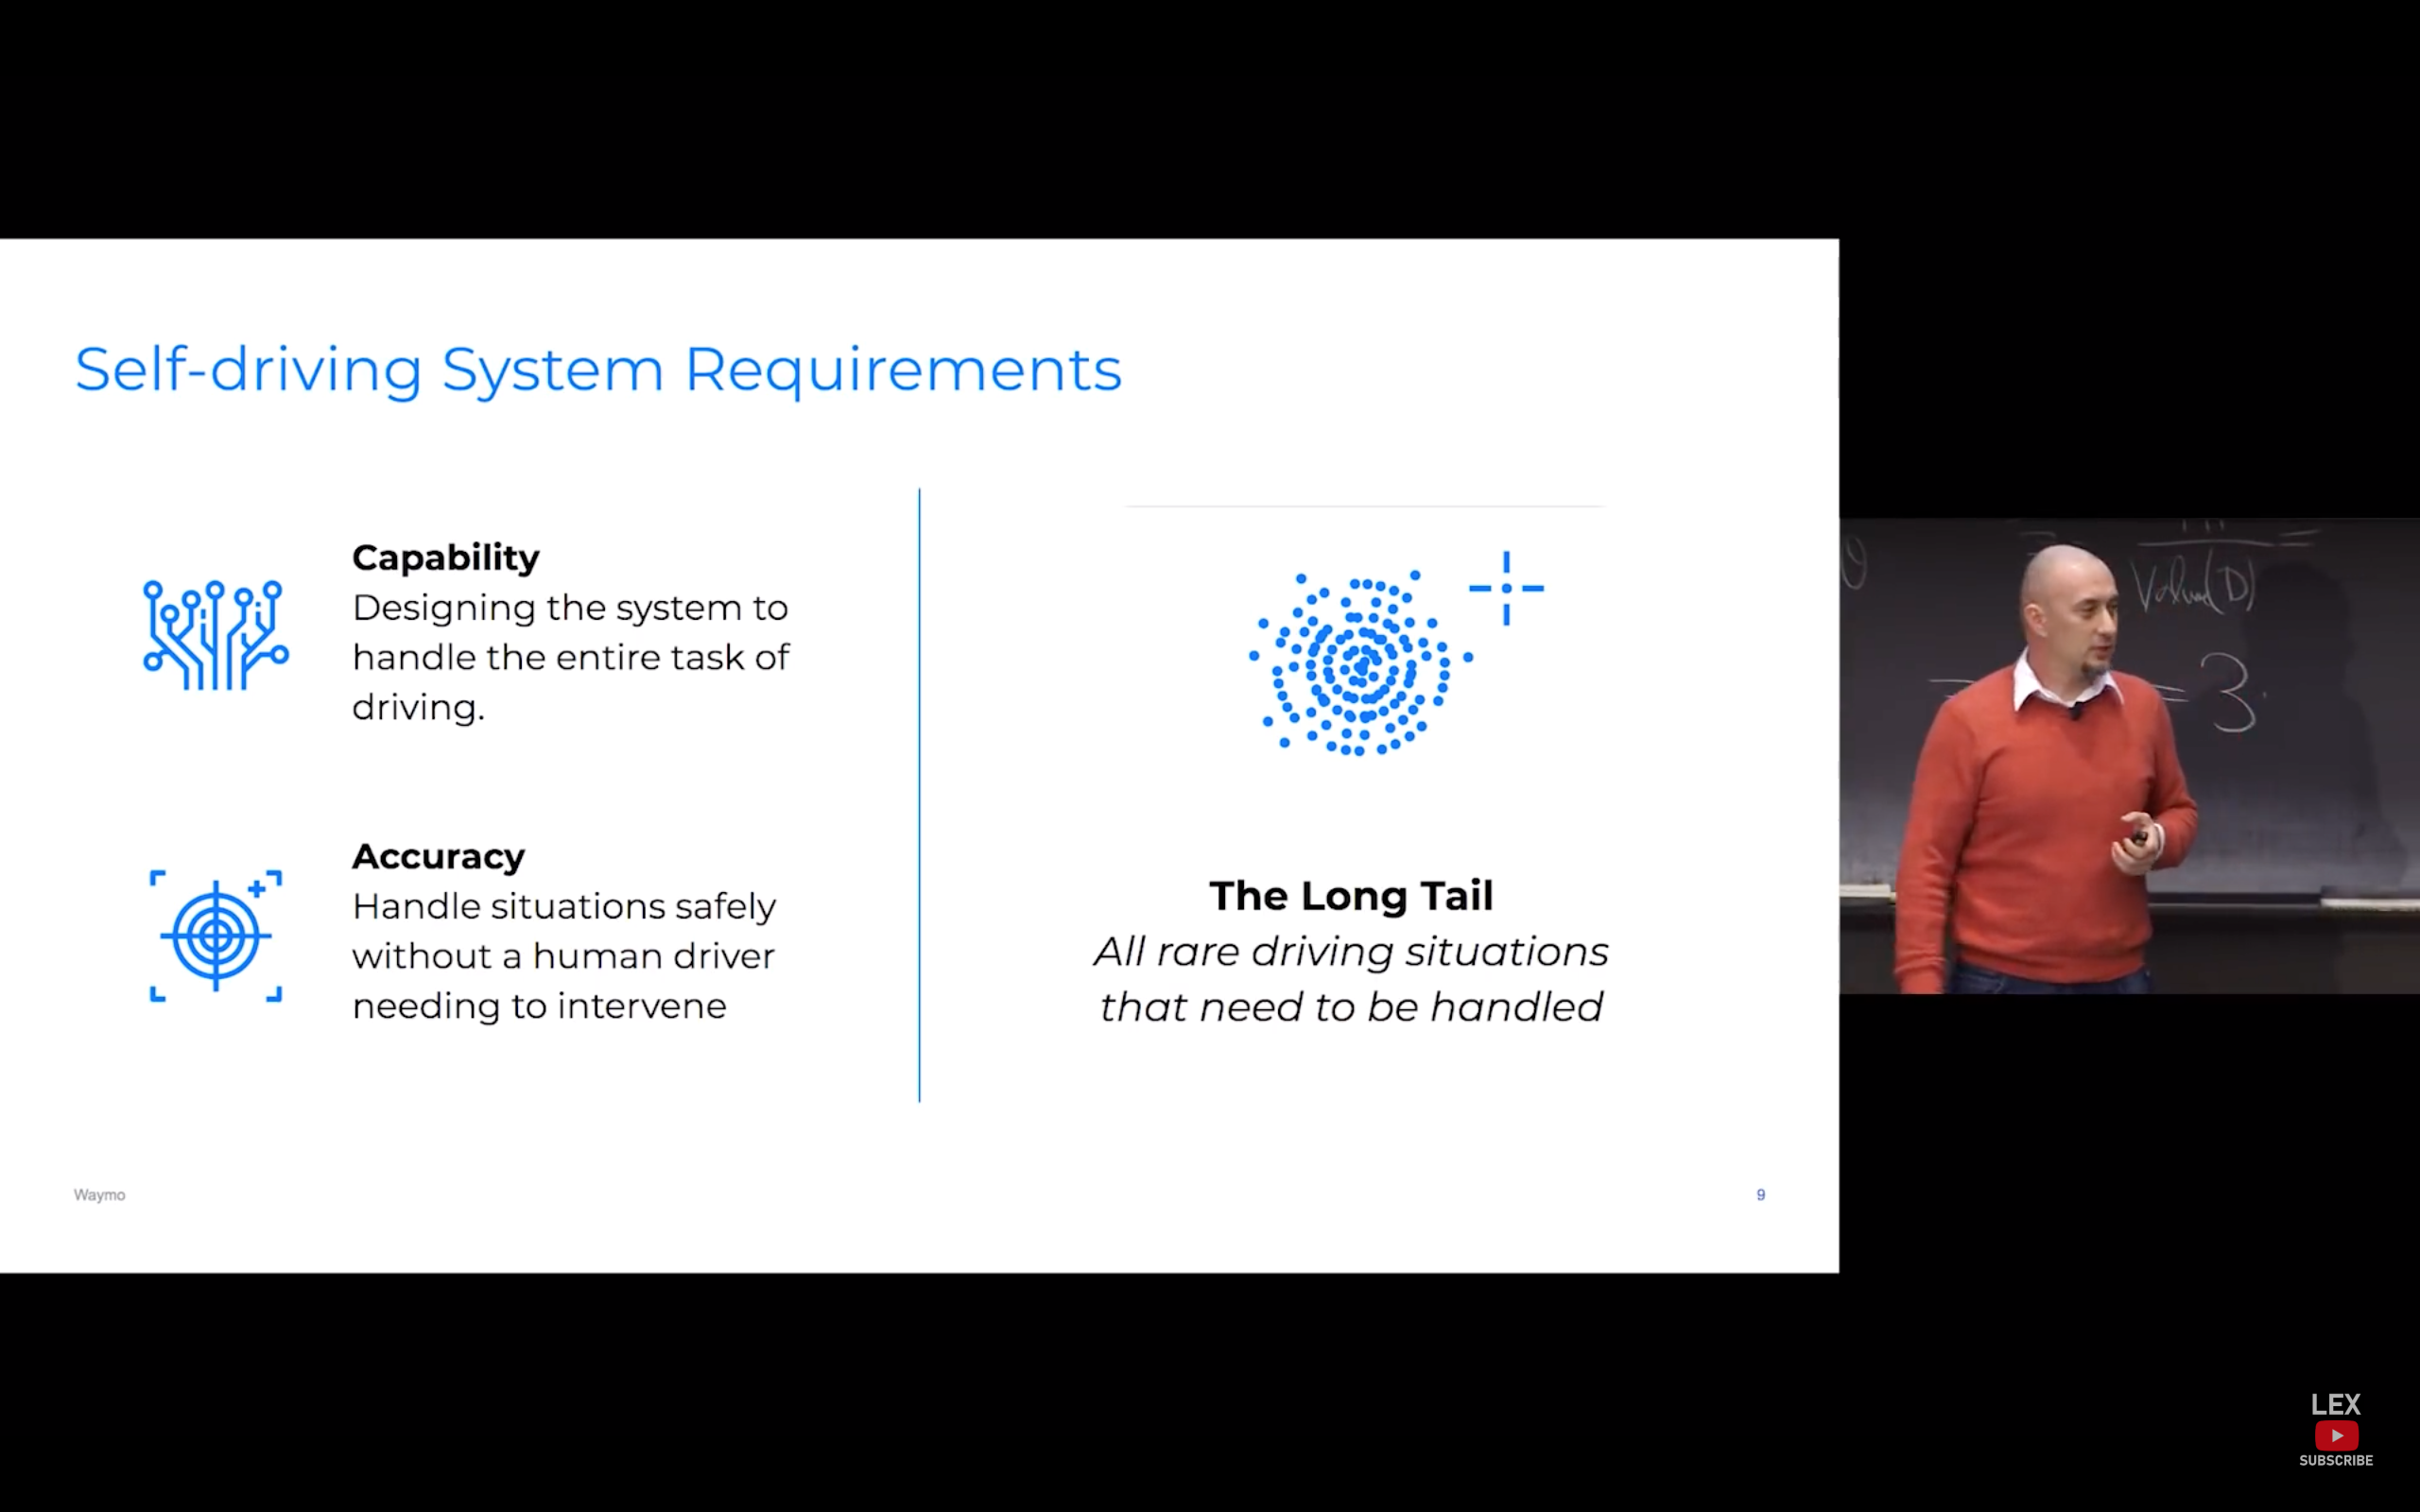 Self-driving System Requirements
Capability
Designing the system to
handle the entire task of
driving.
Accuracy
Handle situations safely
without a human driver
needing to intervene
The Long Tail
All rare driving situations
that need to be handled
Waymo
9
= 3
LEX
SUBSCRIBE